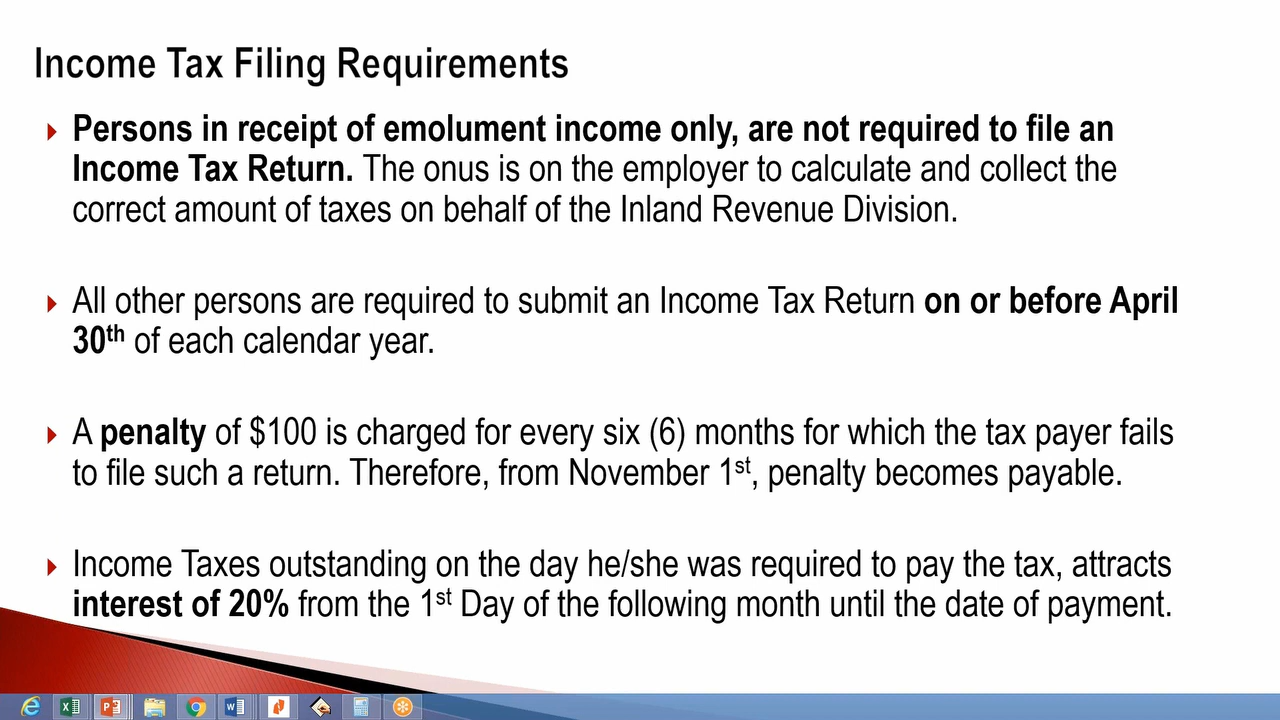 Income Tax Filing Requirements
Persons in receipt of emolument income only, are not required to file an
Income Tax Return. The onus is on the employer to calculate and collect the
correct amount of taxes on behalf of the Inland Revenue Division.
All other persons are required to submit an Income Tax Return on or before April
30th of each calendar year.
A penalty of $100 is charged for every six (6) months for which the tax payer fails
to file such a return. Therefore, from November 1st, penalty becomes payable.
Income Taxes outstanding on the day he/she was required to pay the tax, attracts
interest of 20% from the 1st Day of the following month until the date of payment.